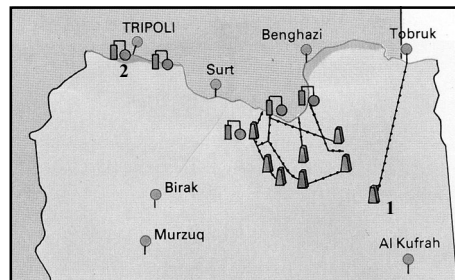 TRIPOLI
Benghazi
Tobruk
2
Surt
Birak
1
Murzuq
Al Kufrah